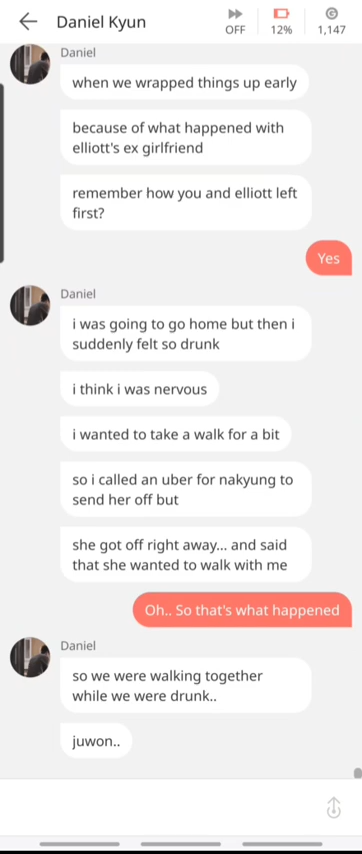 Daniel Kyun
OFF
12%
1,147
Daniel
when we wrapped things up early
because of what happened with
elliott's ex girlfriend
remember how you and elliott left
first?
Yes
Daniel
i was going to go home but then i
suddenly felt so drunk
i think i was nervous
i wanted to take a walk for a bit
so i called an uber for nakyung to
send her off but
she got off right away... and said
that she wanted to walk with me
Oh.. So that's what happened
Daniel
so we were walking together
while we were drunk..
juwon..